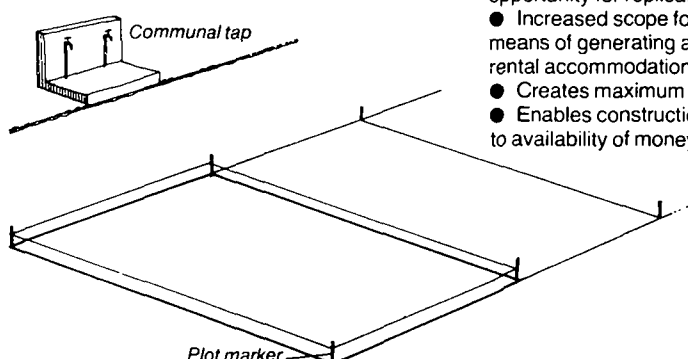 opportunity for replica
● Increased scope fo
means of generating a
rental accommodation
● Creates maximum
● Enables constructio
to availability of money
Communal tap
Plot marker